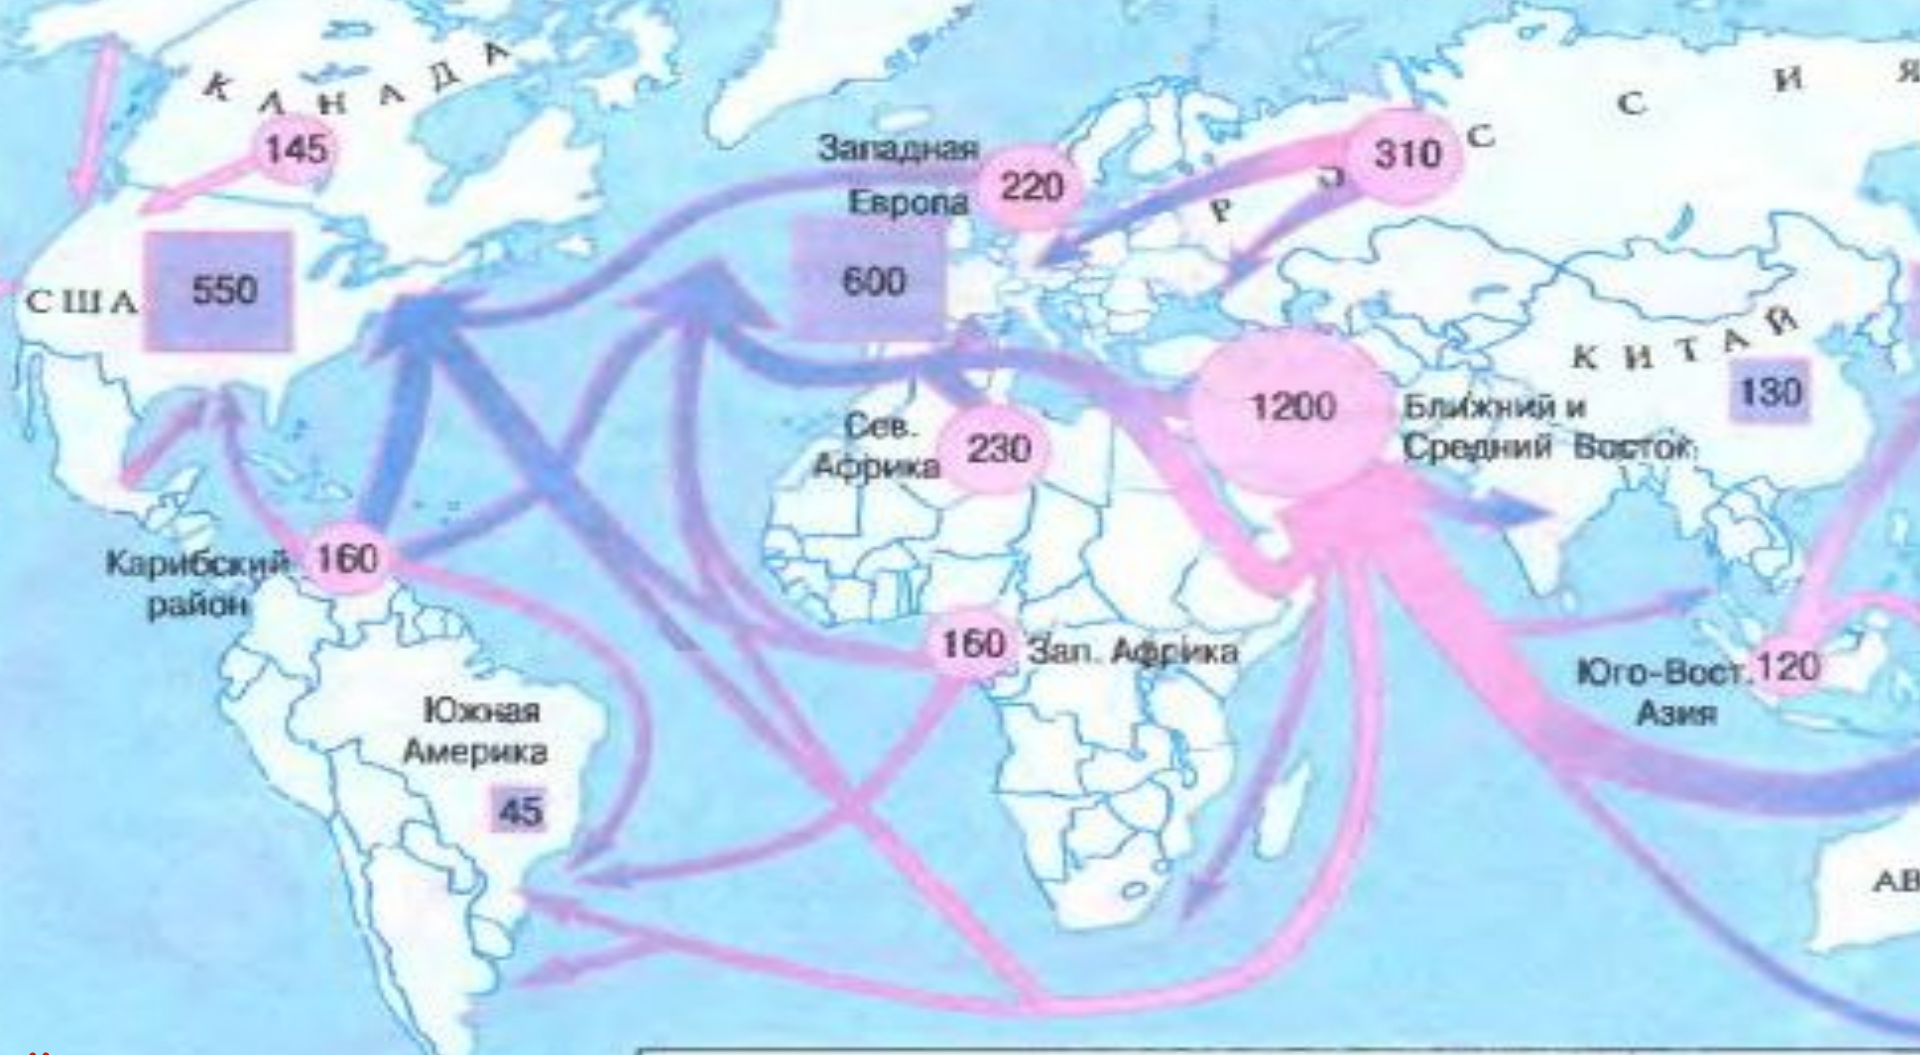 КАНАДА
145
США
550
Западная
Европа
220
600
310
РОССИЯ
КИТАЙ
130
1200
Ближний и
Средний Восток
Сев.
Африка
230
Карибский
район
160
160
Зап. Африка
Южная
Америка
45
Юго-Вост.
Азия
120
АВ